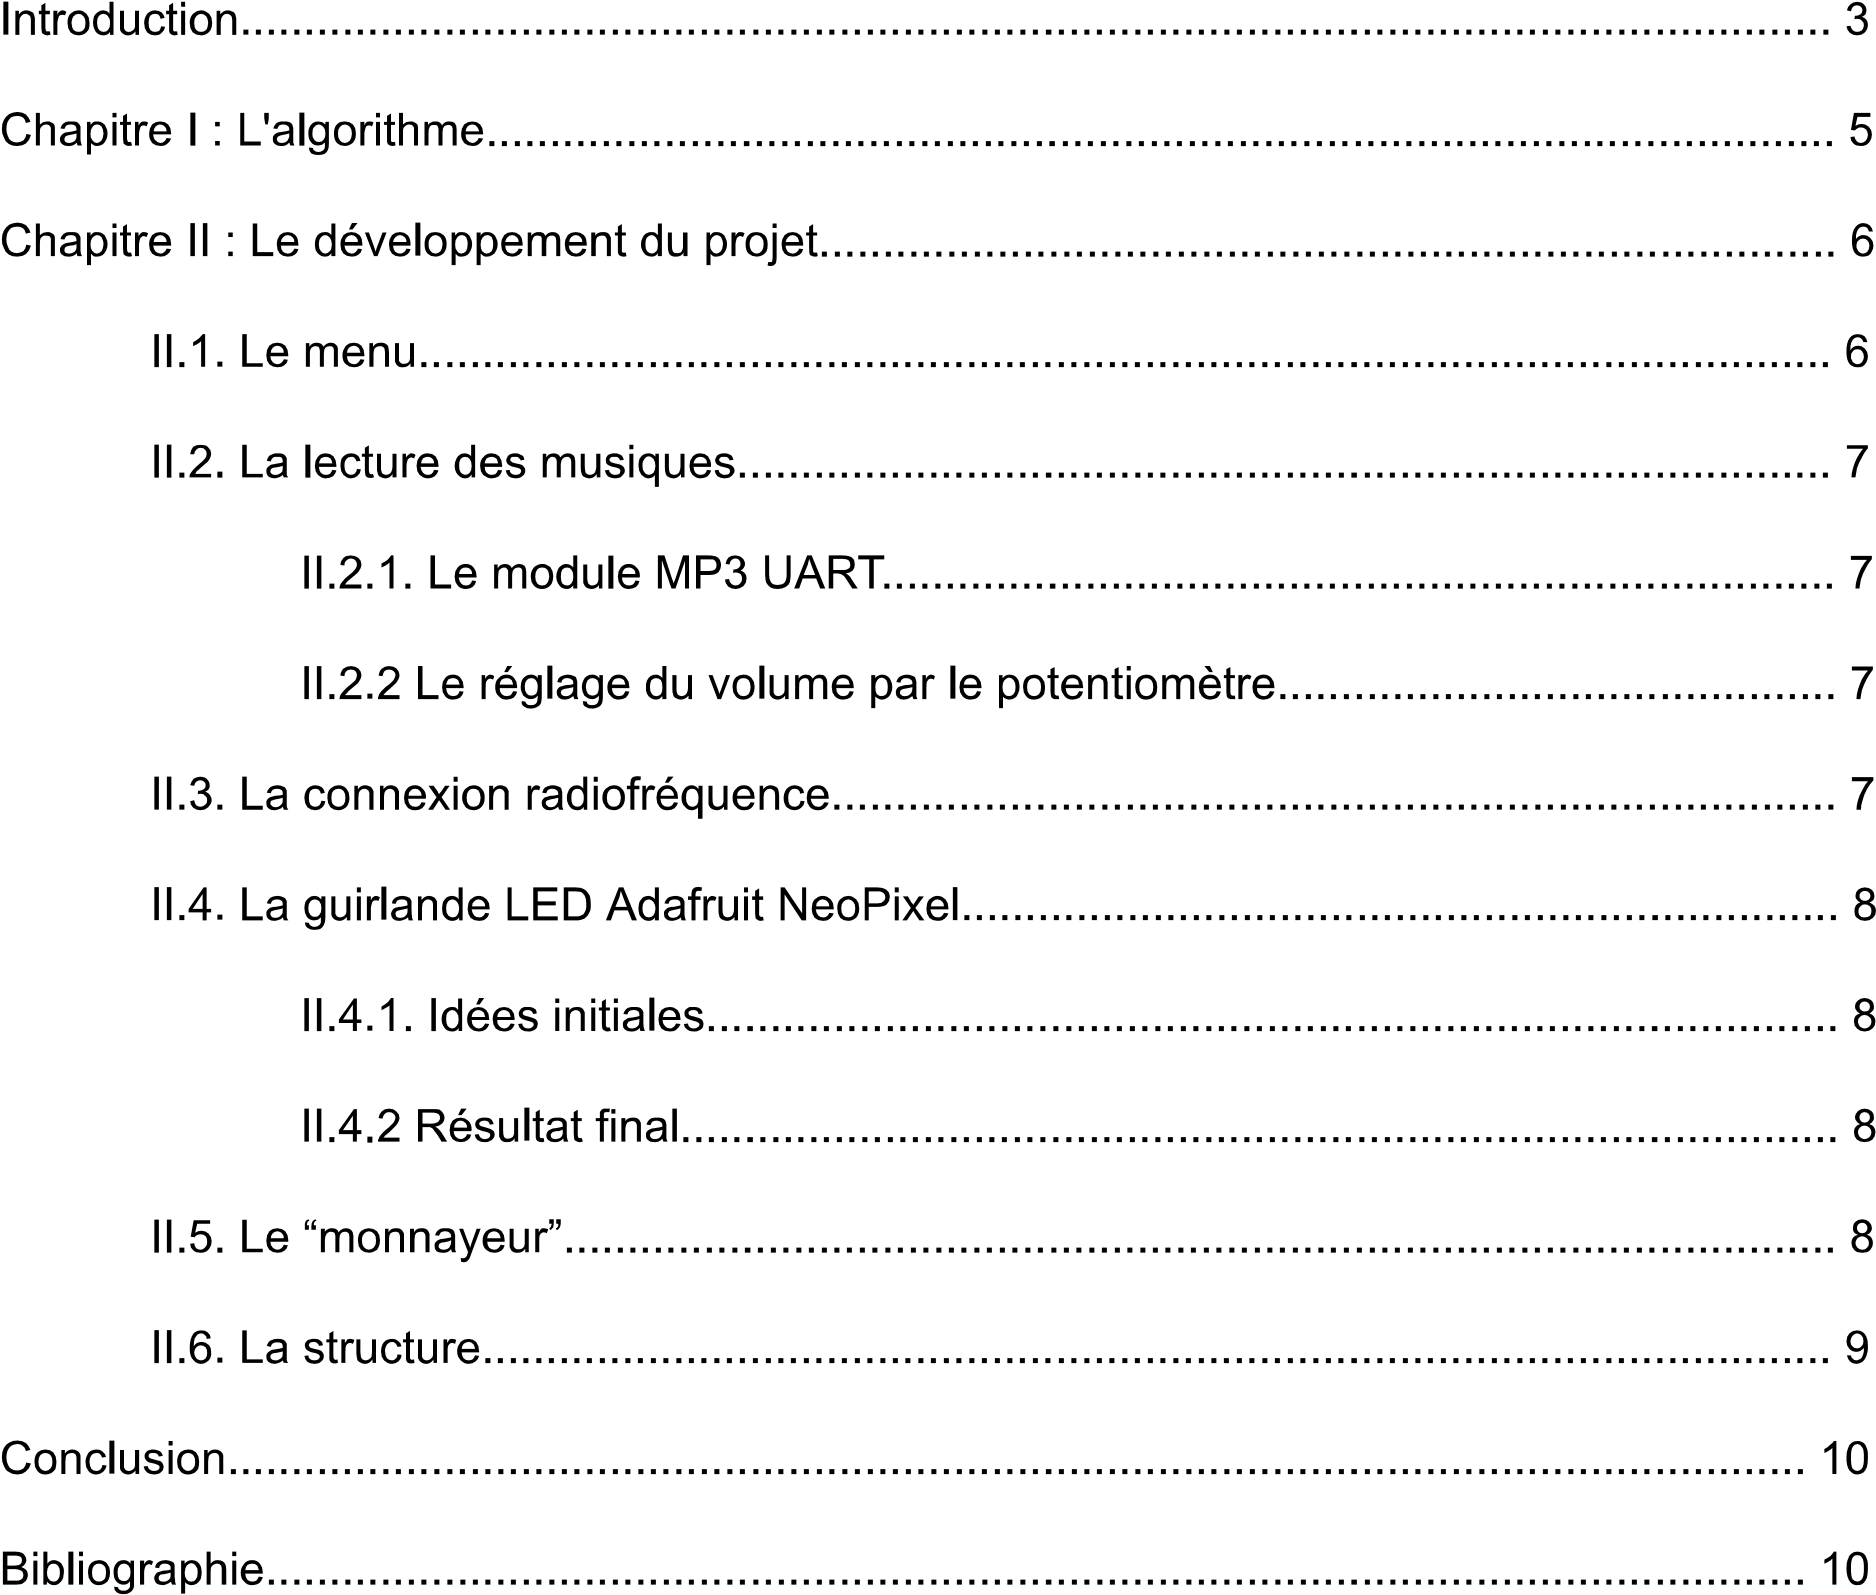 Introduction.......................................................................................................................... 3
Chapitre I : L'algorithme....................................................................................................... 5
Chapitre II : Le développement du projet.............................................................................. 6
II.1. Le menu............................................................................................................ 6
II.2. La lecture des musiques................................................................................... 7
II.2.1. Le module MP3 UART......................................................................... 7
II.2.2 Le réglage du volume par le potentiomètre........................................... 7
II.3. La connexion radiofréquence............................................................................ 7
II.4. La guirlande LED Adafruit NeoPixel.................................................................. 8
II.4.1. Idées initiales....................................................................................... 8
II.4.2 Résultat final......................................................................................... 8
II.5. Le “monnayeur”................................................................................................. 8
II.6. La structure....................................................................................................... 9
Conclusion......................................................................................................................... 10
Bibliographie...................................................................................................................... 10